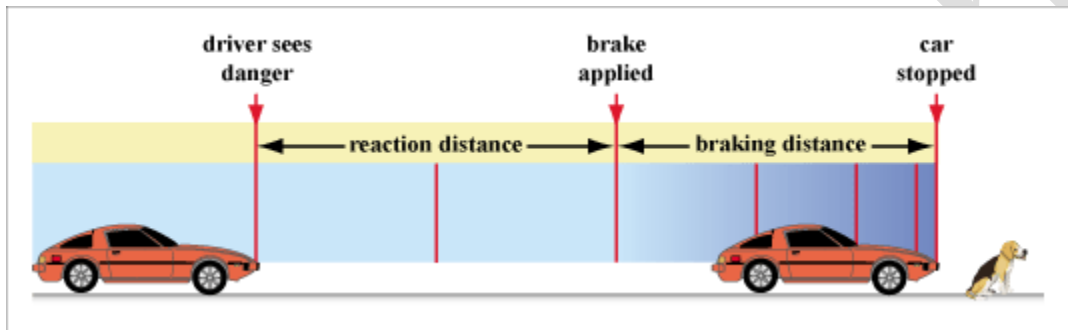 driver sees
danger
brake
applied
car
stopped
reaction distance
braking distance